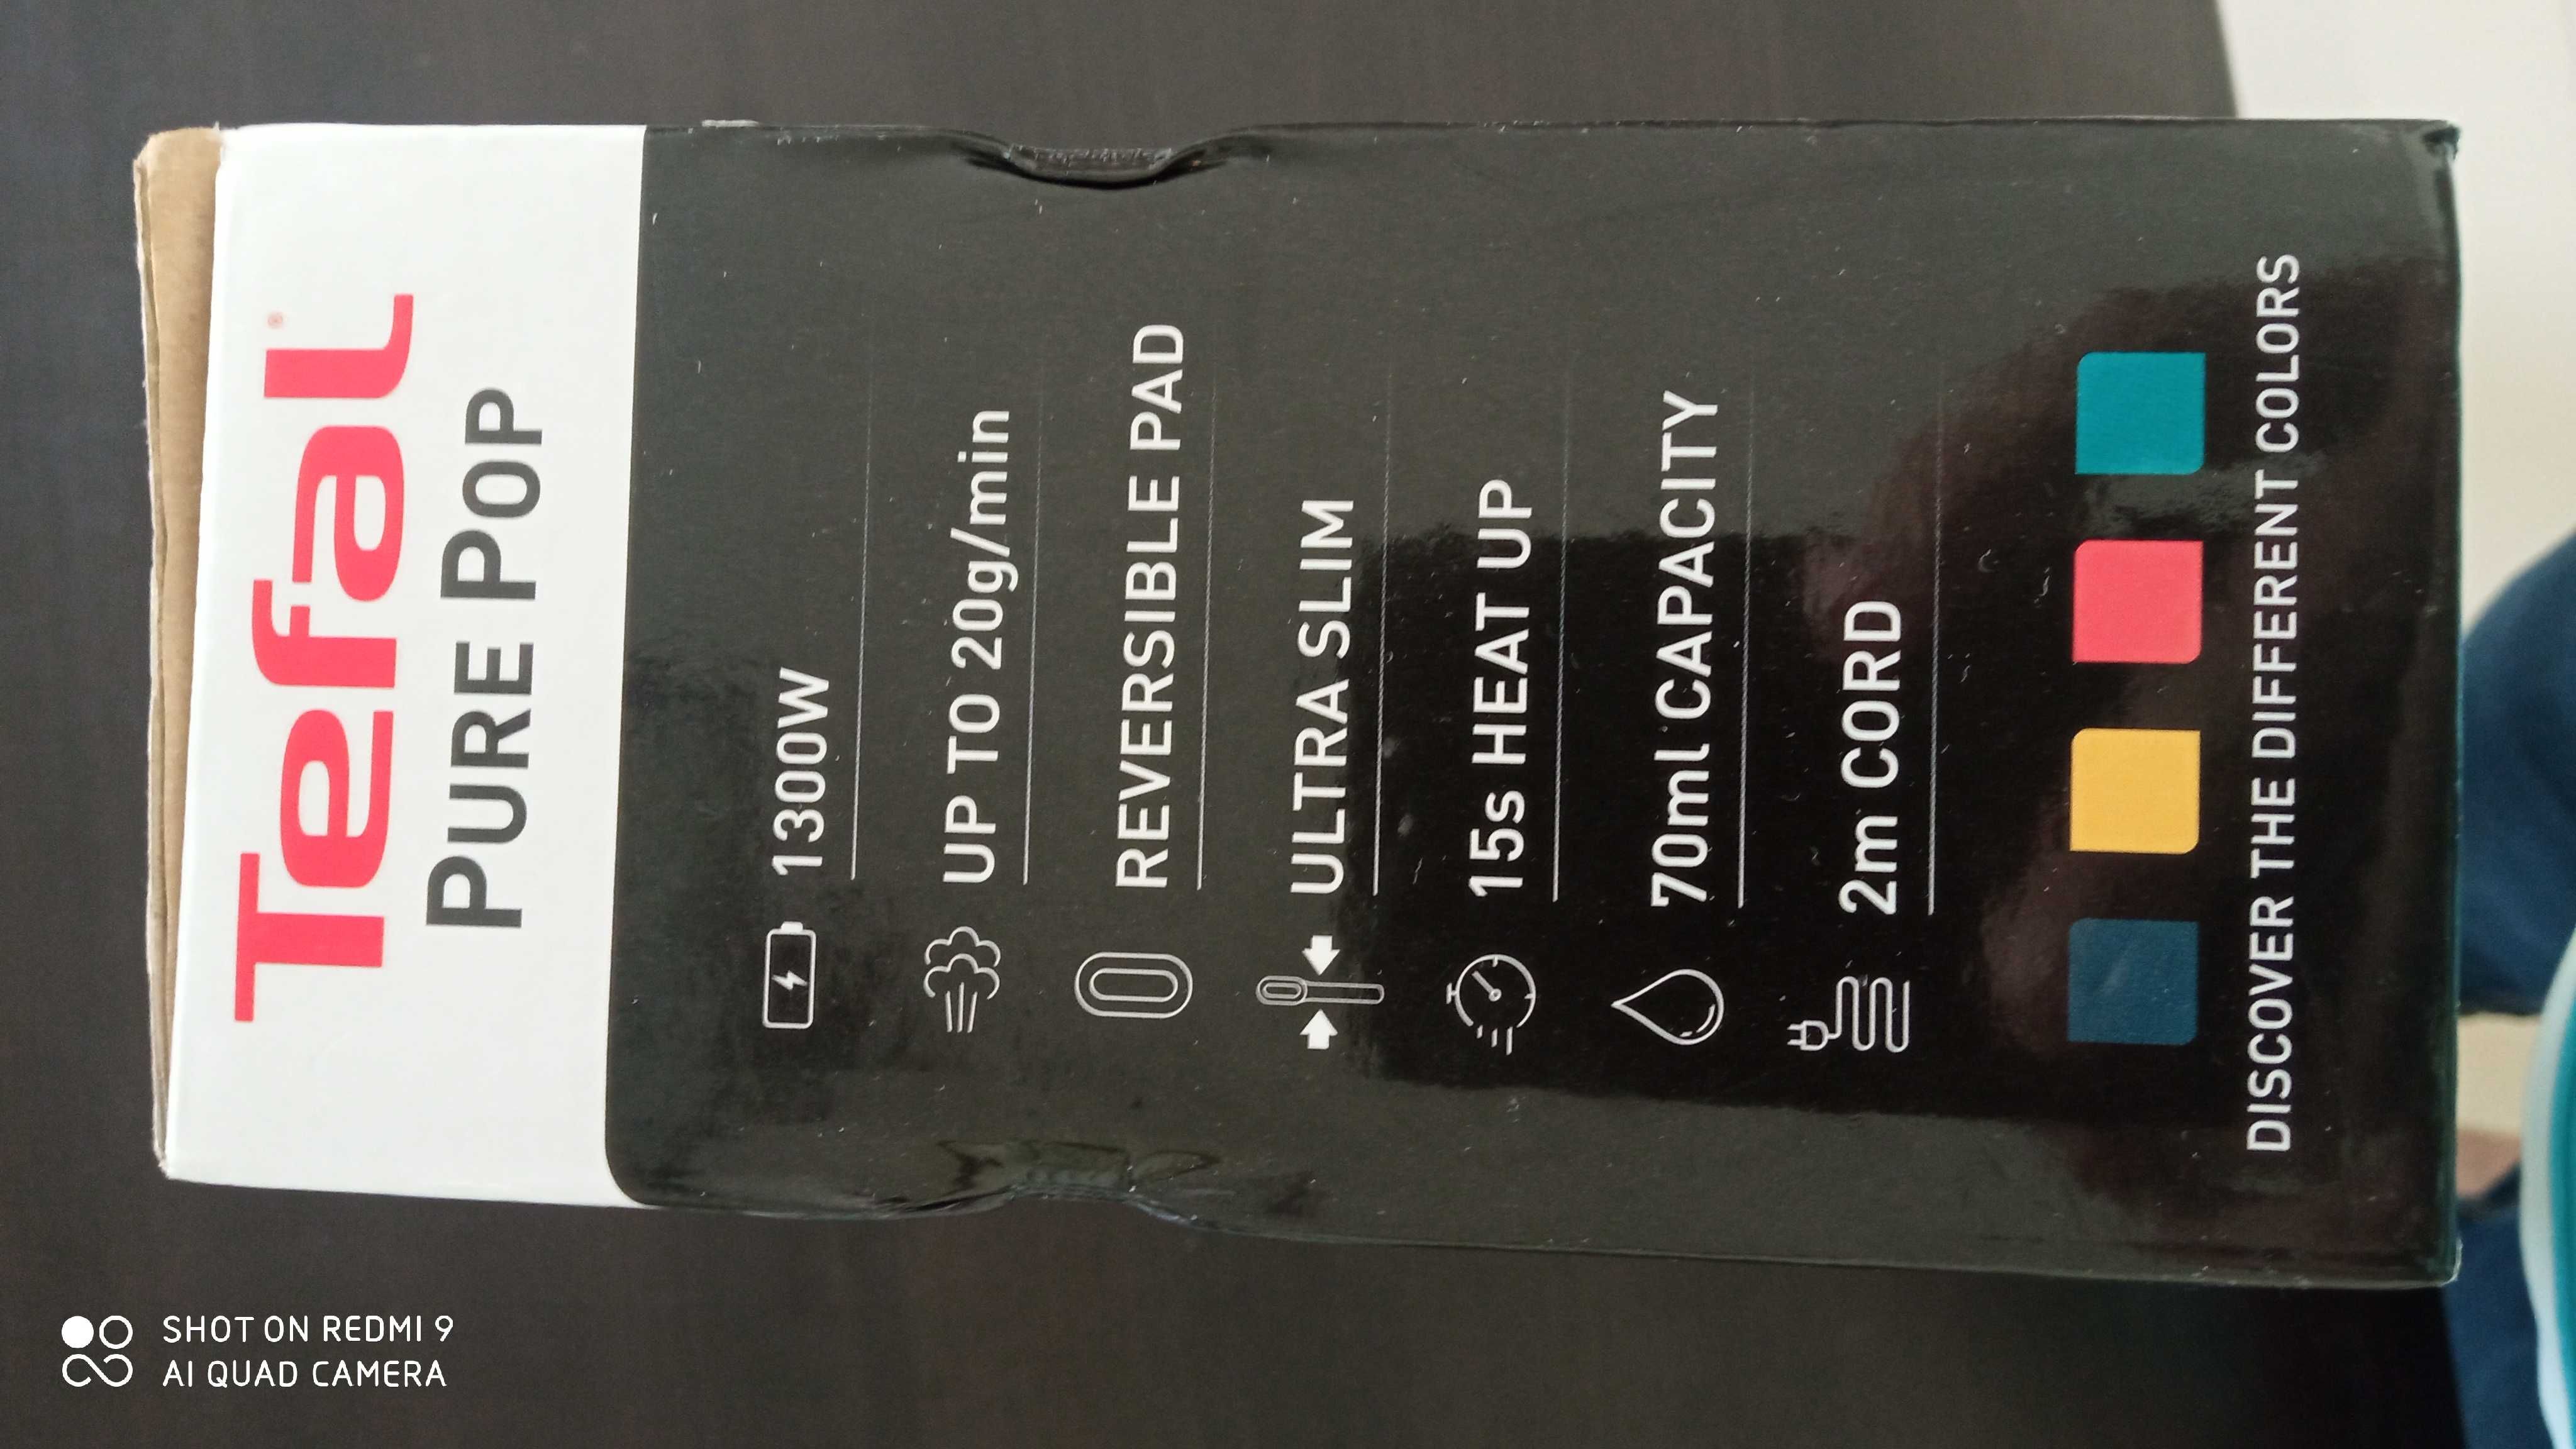 Tefal®
PURE POP
1300W
UP TO 20g/min
REVERSIBLE PAD
ULTRA SLIM
15s HEAT UP
70ml CAPACITY
2m CORD
DISCOVER THE DIFFERENT COLORS
SHOT ON REDMI 9
AI QUAD CAMERA